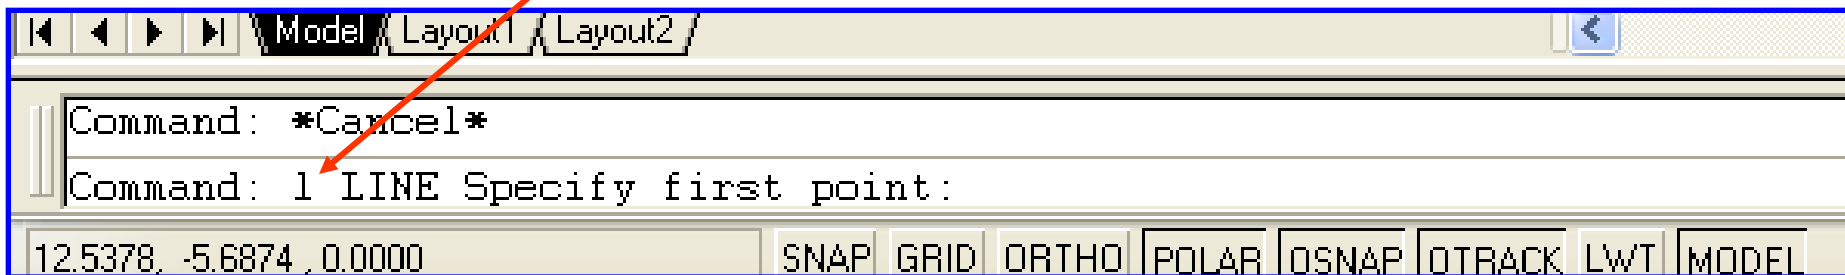 Model Layout1 Layout2
Command: *Cancel*
Command: l LINE Specify first point:
12.5378, -5.6874 , 0.0000 SNAP GRID ORTHO POLAR OSNAP OTRACK LWT MODEL